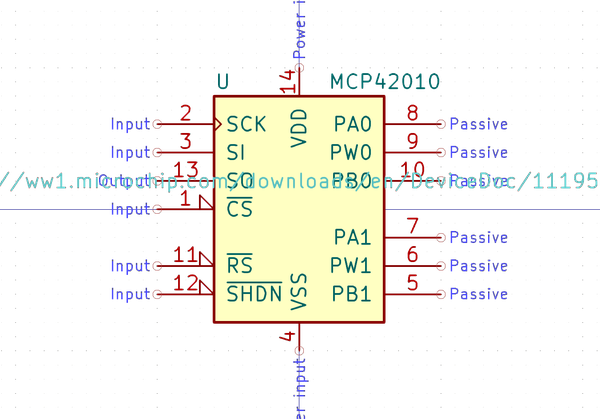 Power i
14
U MCP42010
VDD
Input 2 SCK PA0 8 Passive
Input 3 SI PW0 9 Passive
Output 13 SO PB0 10 Passive
//ww1.microchip.com/downloads/en/DeviceDoc/11195
Input 1 CS
PA1 7 Passive
Input 11 RS PW1 6 Passive
Input 12 SHDN PB1 5 Passive
VSS
4
er input